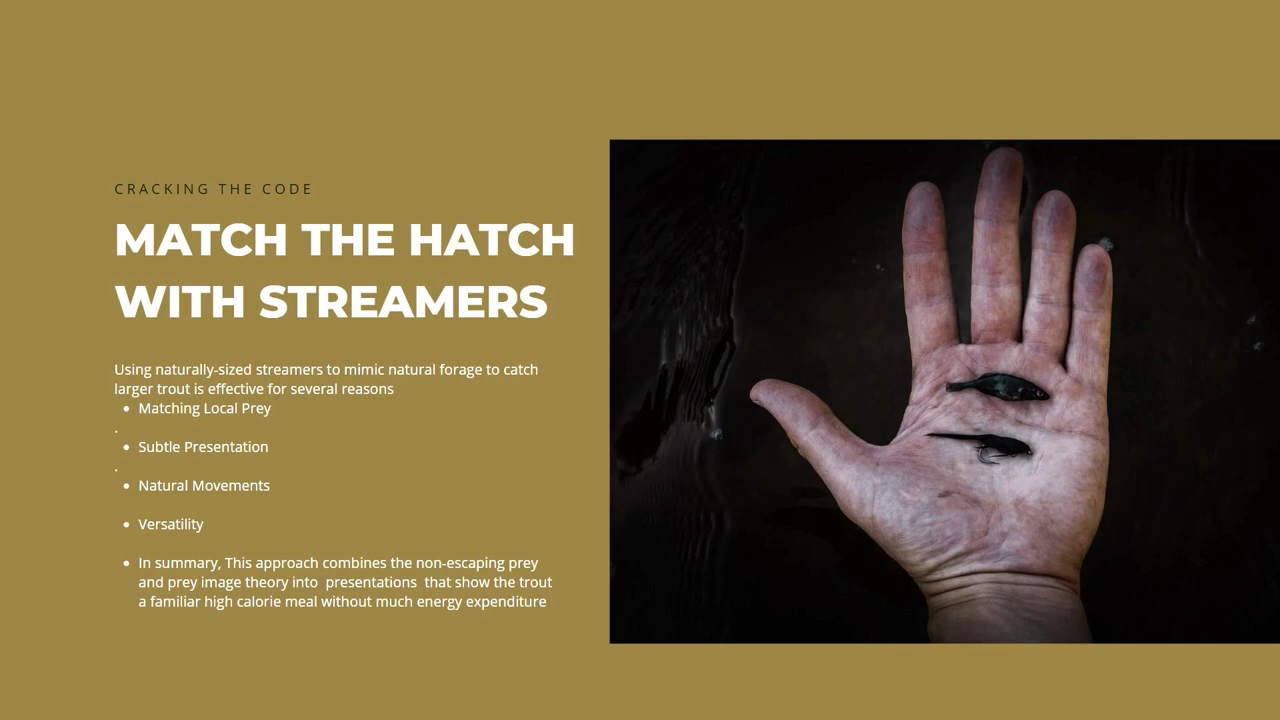 CRACKING THE CODE
MATCH THE HATCH
WITH STREAMERS
Using naturally-sized streamers to mimic natural forage to catch
larger trout is effective for several reasons
• Matching Local Prey
.
• Subtle Presentation
.
• Natural Movements
• Versatility
• In summary, This approach combines the non-escaping prey
and prey image theory into  presentations  that show the trout
a familiar high calorie meal without much energy expenditure